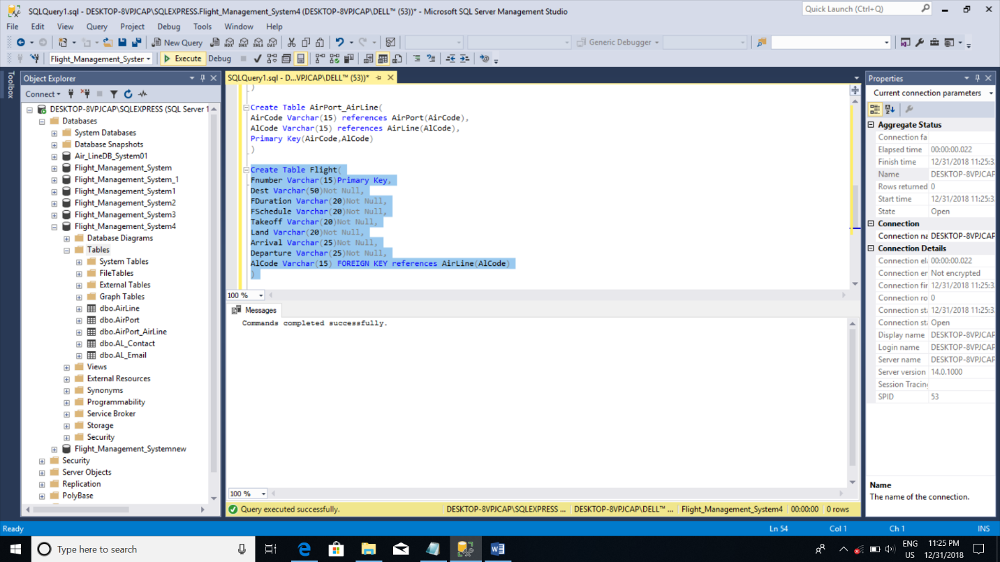 SQLQuery1.sql - DESKTOP-8VPJCAP\SQLEXPRESS.Flight_Management_System4 (DESKTOP-8VPJCAP\DELL™ (53))* - Microsoft SQL Server Management Studio
Quick Launch (Ctrl+Q)
File Edit View Query Project Debug Tools Window Help
New Query
MDX DMX XMLA DAX
Generic Debugger
Flight_Management_Syster
Execute Debug
Toolbox
Object Explorer
Connect
DESKTOP-8VPJCAP\SQLEXPRESS (SQL Server 1
Databases
System Databases
Database Snapshots
Air_LineDB_System01
Flight_Management_System
Flight_Management_System_1
Flight_Management_System1
Flight_Management_System2
Flight_Management_System3
Flight_Management_System4
Database Diagrams
Tables
System Tables
FileTables
External Tables
Graph Tables
dbo.AirLine
dbo.AirPort
dbo.AirPort_AirLine
dbo.AL_Contact
dbo.AL_Email
Views
External Resources
Synonyms
Programmability
Service Broker
Storage
Security
Flight_Management_Systemnew
Security
Server Objects
Replication
PolyBase
SQLQuery1.sql - D...VPJCAP\DELL™ (53))*
)
Create Table AirPort_AirLine(
AirCode Varchar(15) references AirPort(AirCode),
AlCode Varchar(15) references AirLine(AlCode),
Primary Key(AirCode,AlCode)
)
Create Table Flight(
Fnumber Varchar(15)Primary Key,
Dest Varchar(50)Not Null,
FDuration Varchar(20)Not Null,
FSchedule Varchar(20)Not Null,
Takeoff Varchar(20)Not Null,
Land Varchar(20)Not Null,
Arrival Varchar(25)Not Null,
Departure Varchar(25)Not Null,
AlCode Varchar(15) FOREIGN KEY references AirLine(AlCode)
)
100 %
Messages
Commands completed successfully.
100 %
Query executed successfully.
DESKTOP-8VPJCAP\SQLEXPRESS ...
DESKTOP-8VPJCAP\DELL™ ...
Flight_Management_System4
00:00:00
0 rows
Properties
Current connection parameters
Aggregate Status
Connection fa
Elapsed time 00:00:00.022
Finish time 12/31/2018 11:25:3
Name DESKTOP-8VPJCAP
Rows returned 0
Start time 12/31/2018 11:25:3
State Open
Connection
Connection na DESKTOP-8VPJCAP
Connection Details
Connection ela 00:00:00.022
Connection en Not encrypted
Connection fin 12/31/2018 11:25:3
Connection ro 0
Connection sta 12/31/2018 11:25:3
Connection sta Open
Display name DESKTOP-8VPJCAP
Login name DESKTOP-8VPJCAP
Server name DESKTOP-8VPJCAP
Server version 14.0.1000
Session Tracin
SPID 53
Name
The name of the connection.
Ready
Ln 54
Col 1
Ch 1
INS
Type here to search
ENG
US
11:25 PM
12/31/2018